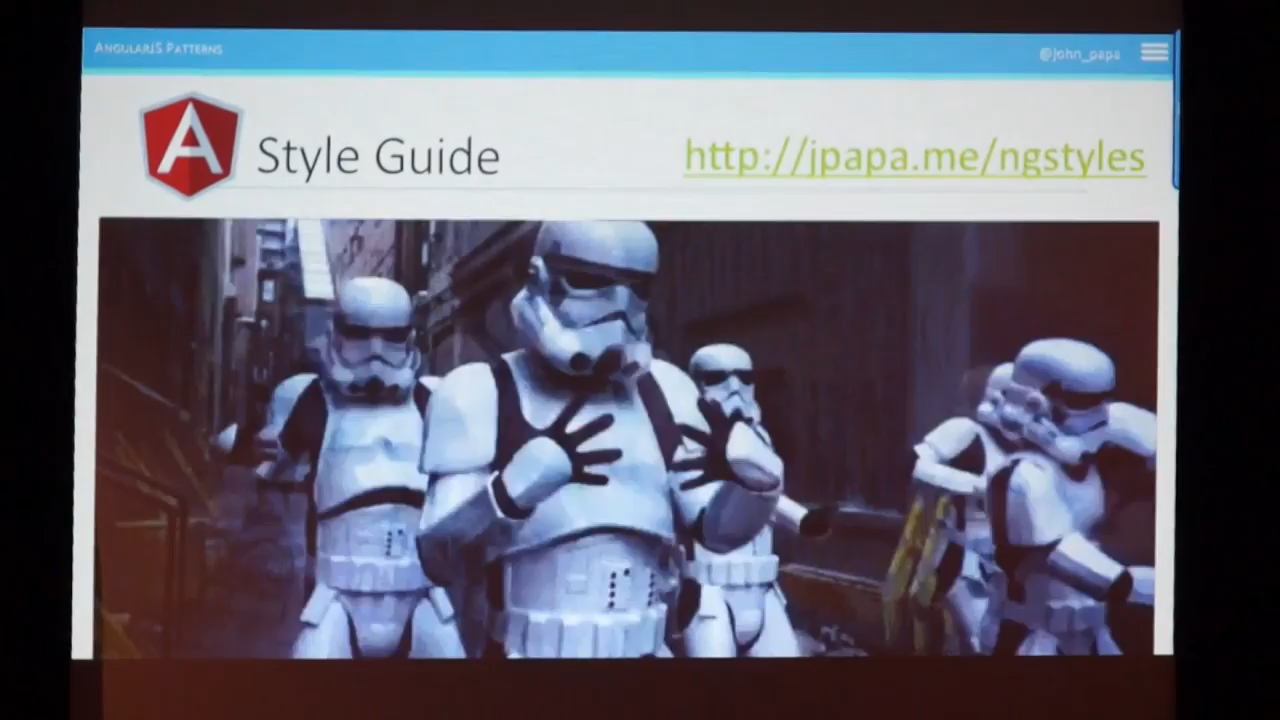 ANGULARJS PATTERNS
@john_papa
A
Style Guide
http://jpapa.me/ngstyles